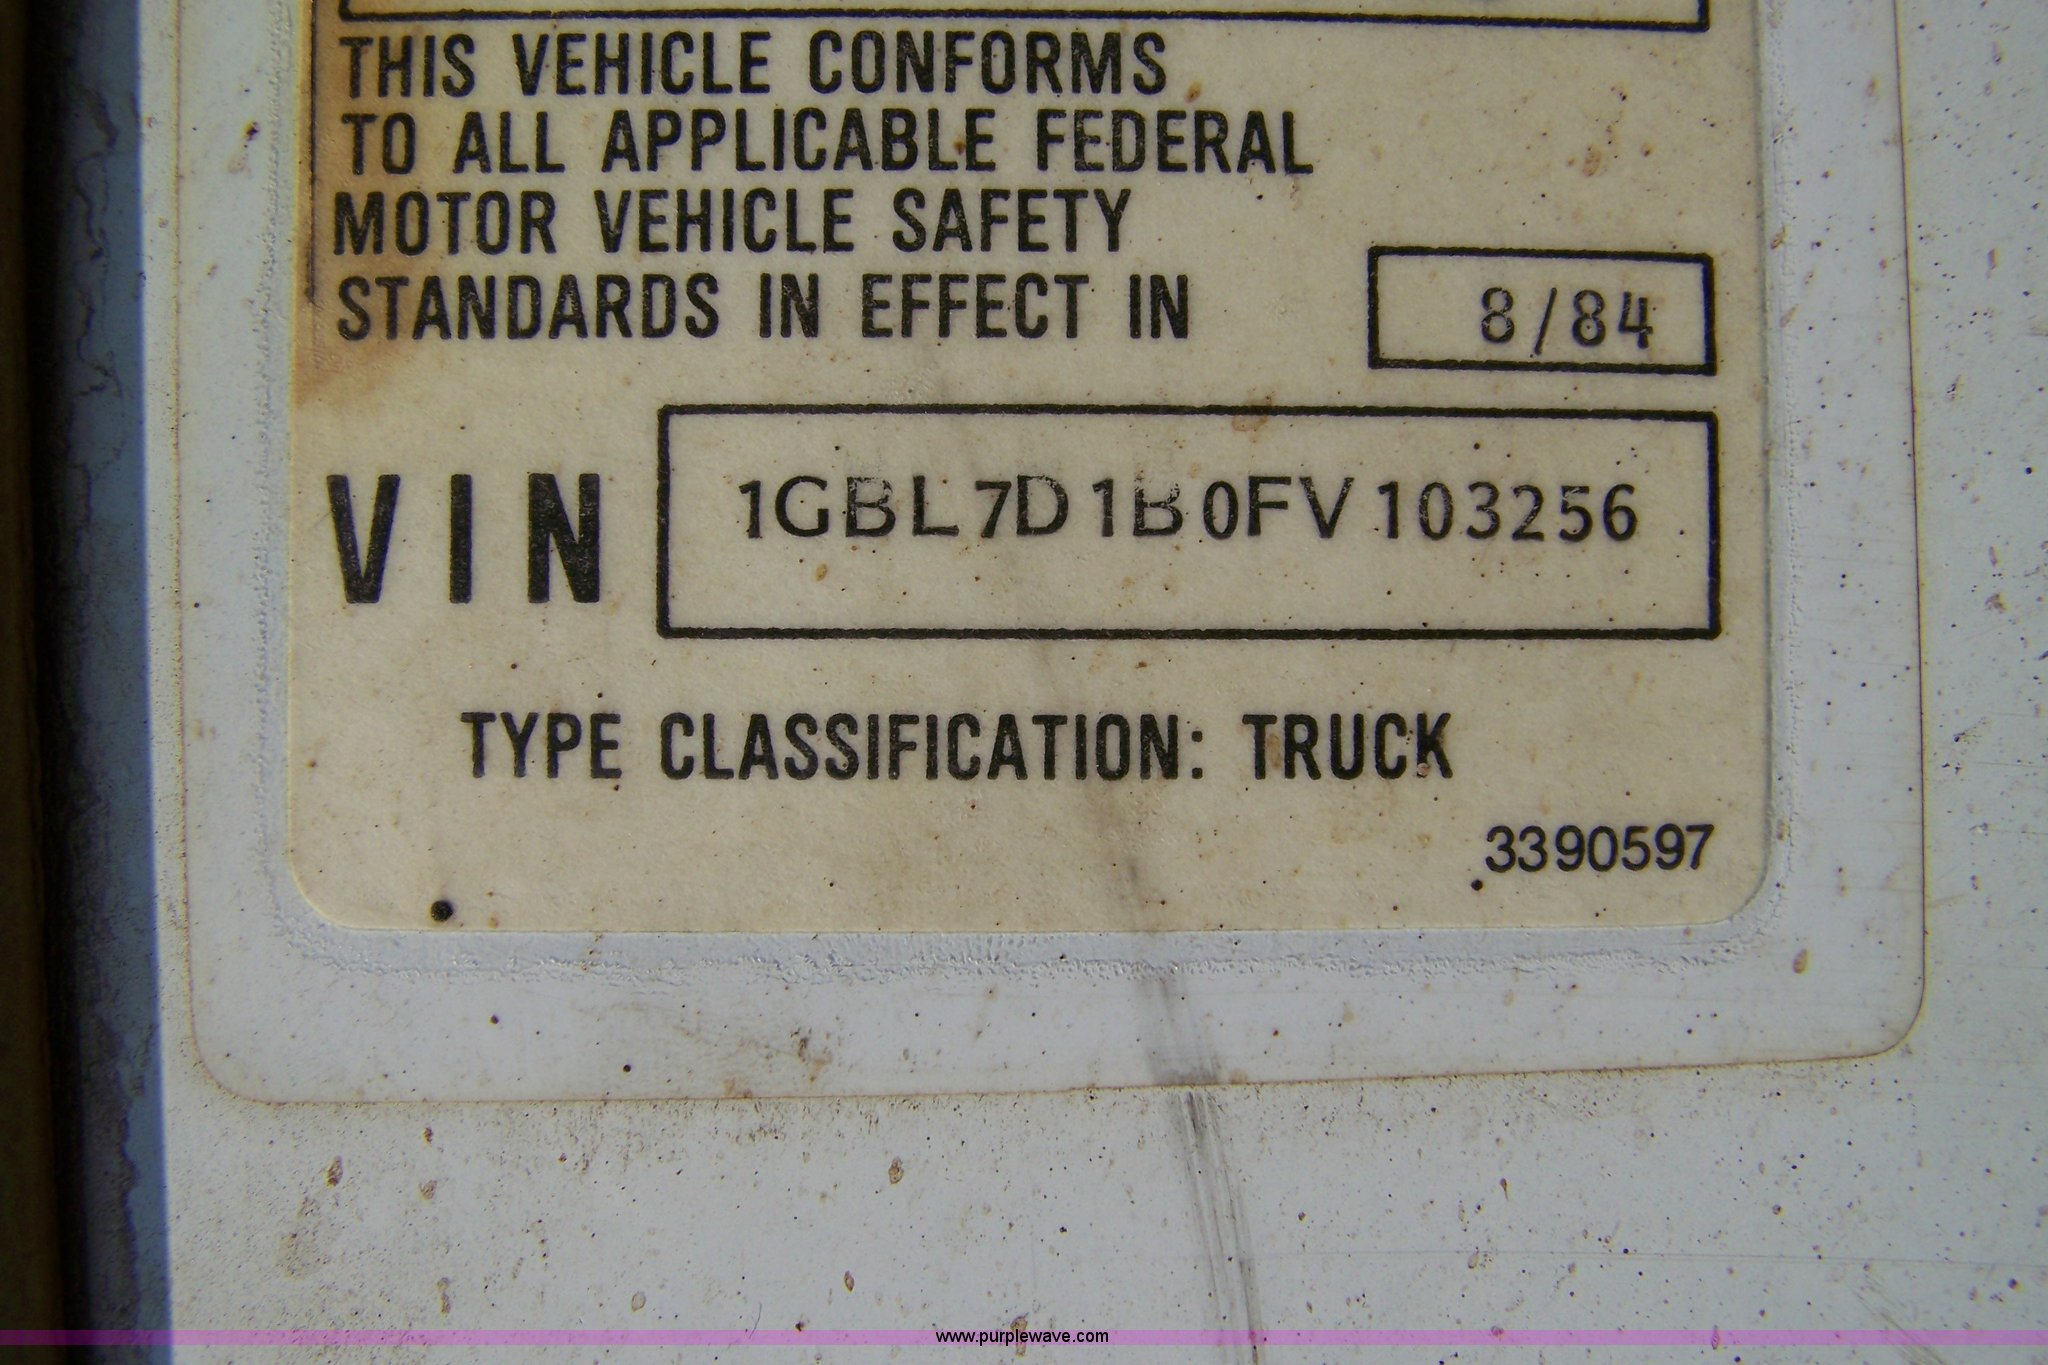 THIS VEHICLE CONFORMS
TO ALL APPLICABLE FEDERAL
MOTOR VEHICLE SAFETY
STANDARDS IN EFFECT IN 8/84
VIN 1GBL7D1B0FV103256
TYPE CLASSIFICATION: TRUCK
3390597
www.purplewave.com